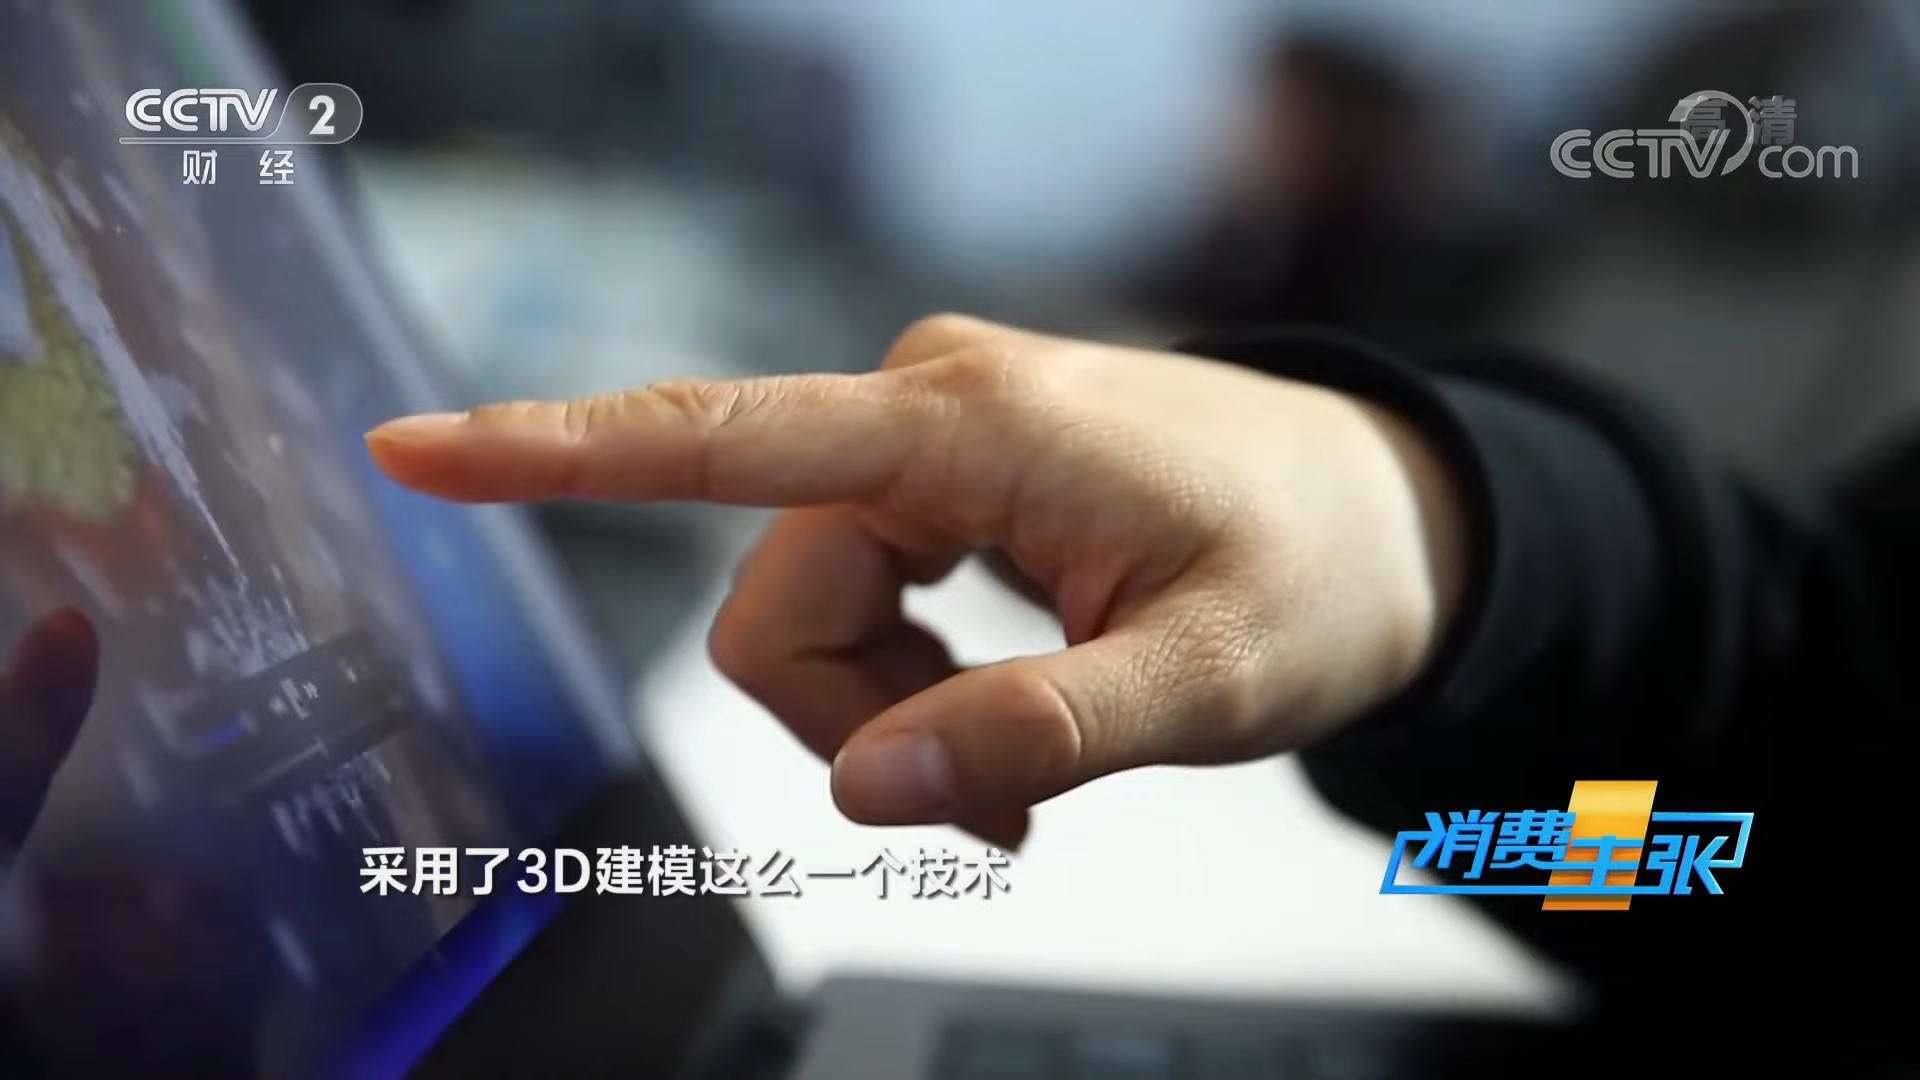 CCTV 2
财 经
高清
CCTV com
采用了3D建模这么一个技术
消费主张